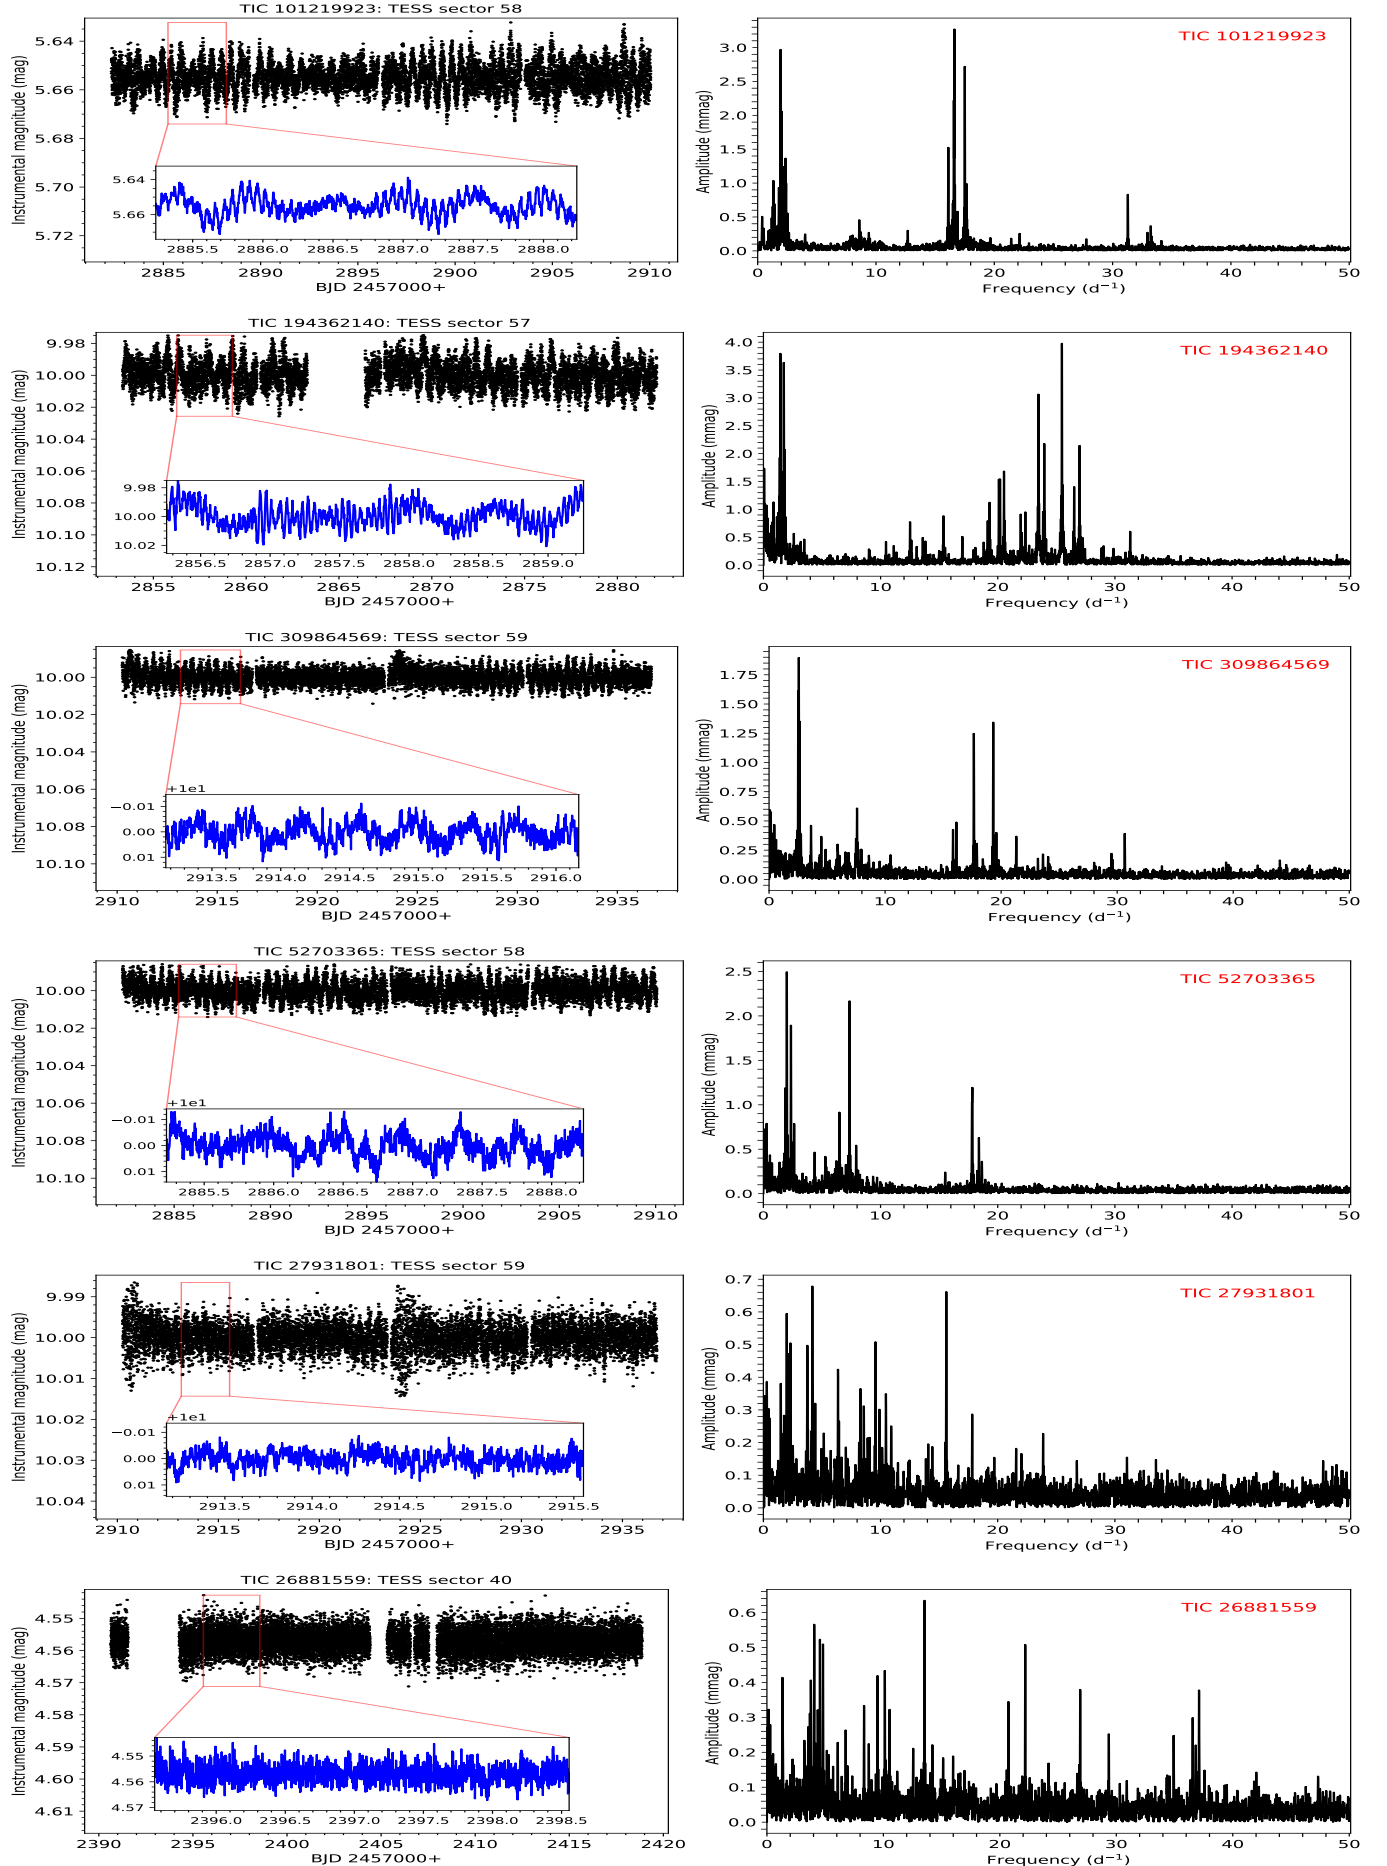 TIC 101219923: TESS sector 58
Instrumental magnitude (mag)
5.64
5.66
5.68
5.70
5.72
5.64
5.66
2885.5 2886.0 2886.5 2887.0 2887.5 2888.0
2885 2890 2895 2900 2905 2910
BJD 2457000+
TIC 101219923
Amplitude (mmag)
3.0
2.5
2.0
1.5
1.0
0.5
0.0
0 10 20 30 40 50
Frequency (d⁻¹)
TIC 194362140: TESS sector 57
Instrumental magnitude (mag)
9.98
10.00
10.02
10.04
10.06
10.08
10.10
10.12
9.98
10.00
10.02
2856.5 2857.0 2857.5 2858.0 2858.5 2859.0
2855 2860 2865 2870 2875 2880
BJD 2457000+
TIC 194362140
Amplitude (mmag)
4.0
3.5
3.0
2.5
2.0
1.5
1.0
0.5
0.0
0 10 20 30 40 50
Frequency (d⁻¹)
TIC 309864569: TESS sector 59
Instrumental magnitude (mag)
10.00
10.02
10.04
10.06
10.08
10.10
+1e1
−0.01
0.00
0.01
2913.5 2914.0 2914.5 2915.0 2915.5 2916.0
2910 2915 2920 2925 2930 2935
BJD 2457000+
TIC 309864569
Amplitude (mmag)
1.75
1.50
1.25
1.00
0.75
0.50
0.25
0.00
0 10 20 30 40 50
Frequency (d⁻¹)
TIC 52703365: TESS sector 58
Instrumental magnitude (mag)
10.00
10.02
10.04
10.06
10.08
10.10
+1e1
−0.01
0.00
0.01
2885.5 2886.0 2886.5 2887.0 2887.5 2888.0
2885 2890 2895 2900 2905 2910
BJD 2457000+
TIC 52703365
Amplitude (mmag)
2.5
2.0
1.5
1.0
0.5
0.0
0 10 20 30 40 50
Frequency (d⁻¹)
TIC 27931801: TESS sector 59
Instrumental magnitude (mag)
9.99
10.00
10.01
10.02
10.03
10.04
+1e1
−0.01
0.00
0.01
2913.5 2914.0 2914.5 2915.0 2915.5
2910 2915 2920 2925 2930 2935
BJD 2457000+
TIC 27931801
Amplitude (mmag)
0.7
0.6
0.5
0.4
0.3
0.2
0.1
0.0
0 10 20 30 40 50
Frequency (d⁻¹)
TIC 26881559: TESS sector 40
Instrumental magnitude (mag)
4.55
4.56
4.57
4.58
4.59
4.60
4.61
4.55
4.56
4.57
2396.0 2396.5 2397.0 2397.5 2398.0 2398.5
2390 2395 2400 2405 2410 2415 2420
BJD 2457000+
TIC 26881559
Amplitude (mmag)
0.6
0.5
0.4
0.3
0.2
0.1
0.0
0 10 20 30 40 50
Frequency (d⁻¹)